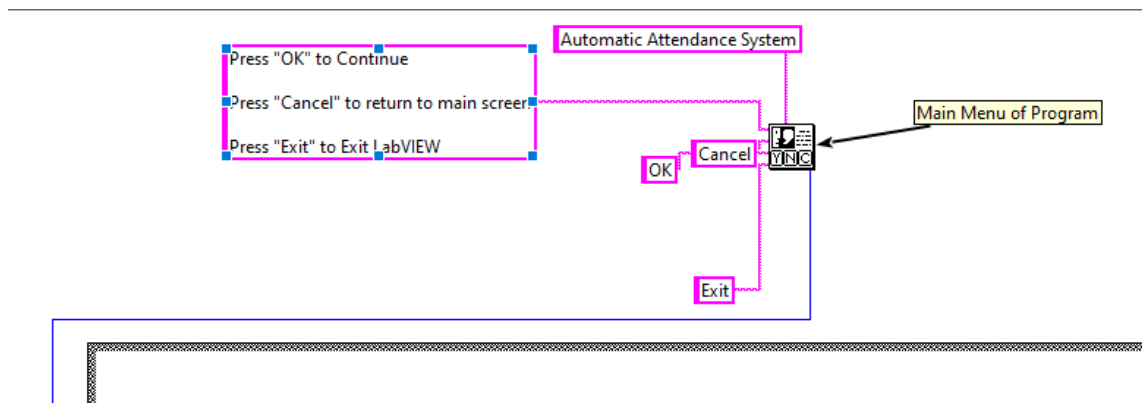 Automatic Attendance System
Press "OK" to Continue
Press "Cancel" to return to main screen
Press "Exit" to Exit LabVIEW
Main Menu of Program
Cancel
OK
YNC
Exit